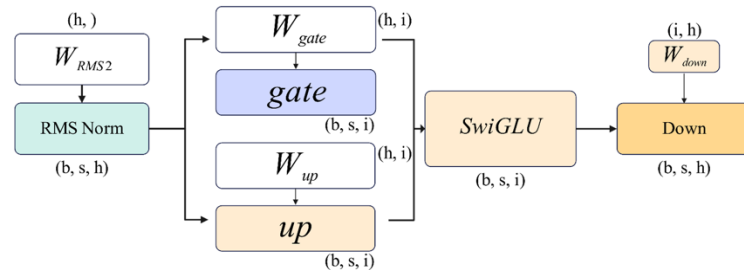 (h, )
W_RMS2
RMS Norm
(b, s, h)
W_gate
(h, i)
gate
(b, s, i)
W_up
(h, i)
up
(b, s, i)
SwiGLU
(b, s, i)
(i, h)
W_down
Down
(b, s, h)